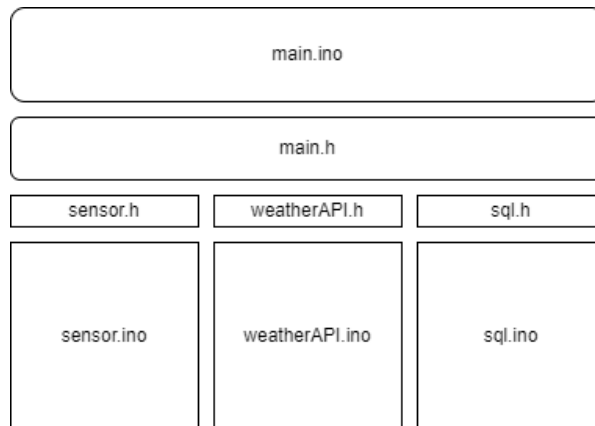 main.ino
main.h
sensor.h
weatherAPI.h
sql.h
sensor.ino
weatherAPI.ino
sql.ino